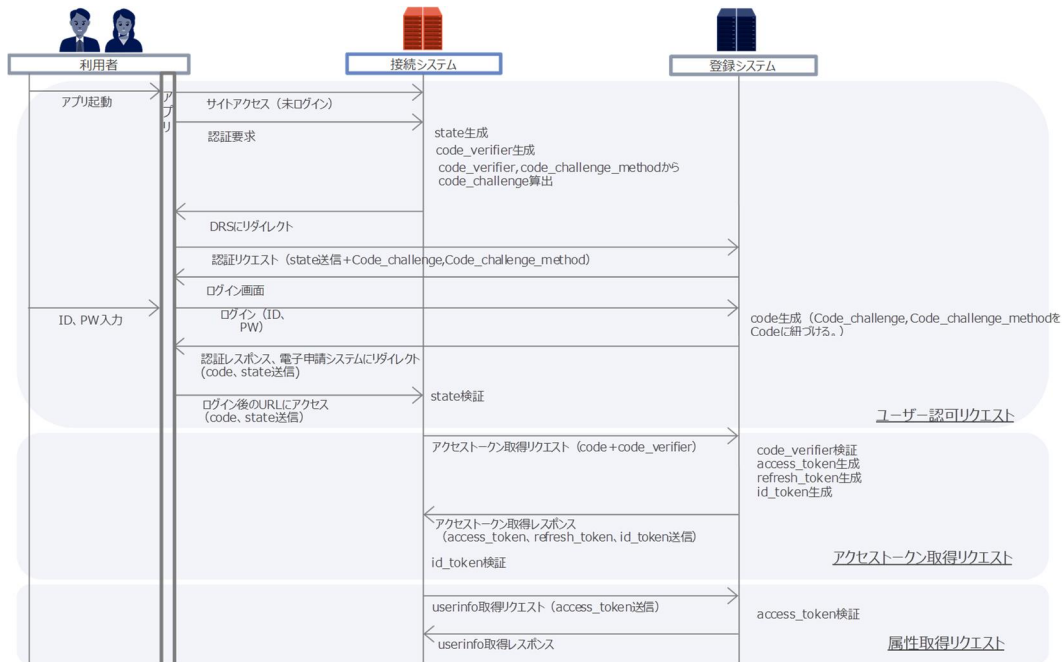 利用者
接続システム
登録システム
アプリ起動
アプリ
サイトアクセス（未ログイン）
認証要求
state生成
code_verifier生成
code_verifier,code_challenge_methodから
code_challenge算出
DRSにリダイレクト
認証リクエスト（state送信+Code_challenge,Code_challenge_method）
ログイン画面
ID、PW入力
ログイン（ID、
PW）
code生成（Code_challenge, Code_challenge_methodを
Codeに紐づける。）
認証レスポンス、電子申請システムにリダイレクト
(code、state送信)
ログイン後のURLにアクセス
（code、state送信）
state検証
ユーザー認可リクエスト
アクセストークン取得リクエスト（code+code_verifier）
code_verifier検証
access_token生成
refresh_token生成
id_token生成
アクセストークン取得レスポンス
（access_token、refresh_token、id_token送信）
id_token検証
アクセストークン取得リクエスト
userinfo取得リクエスト（access_token送信）
access_token検証
userinfo取得レスポンス
属性取得リクエスト